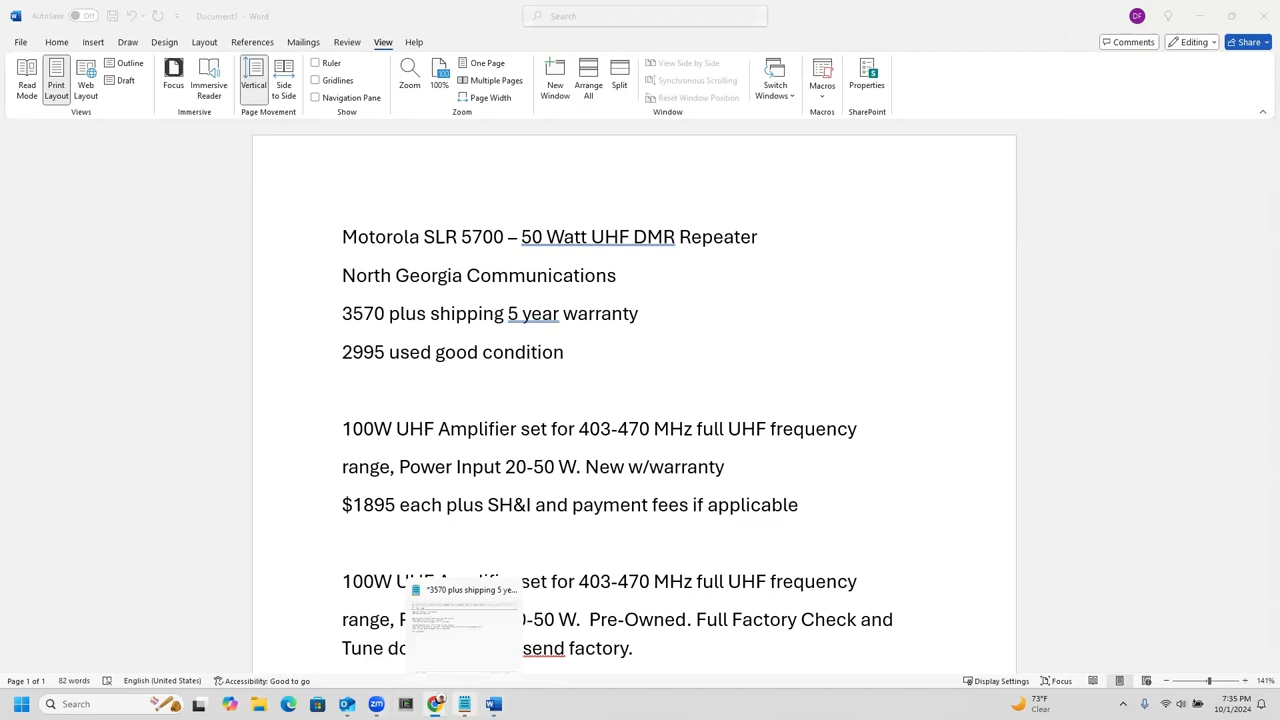 AutoSave Off Document1 - Word Search DF
File Home Insert Draw Design Layout References Mailings Review View Help Comments Editing Share
Read Mode Print Layout Web Layout Outline Draft Focus Immersive Reader Vertical Side to Side Ruler Gridlines Navigation Pane Zoom 100% One Page Multiple Pages Page Width New Window Arrange All Split View Side by Side Synchronous Scrolling Reset Window Position Switch Windows Macros Properties
Views Immersive Page Movement Show Zoom Window Macros SharePoint
Motorola SLR 5700 – 50 Watt UHF DMR Repeater
North Georgia Communications
3570 plus shipping 5 year warranty
2995 used good condition
100W UHF Amplifier set for 403-470 MHz full UHF frequency
range, Power Input 20-50 W. New w/warranty
$1895 each plus SH&I and payment fees if applicable
100W set for 403-470 MHz full UHF frequency
*3570 plus shipping 5 ye...
range, 0-50 W. Pre-Owned. Full Factory Check and
Tune send factory.
Page 1 of 1 82 words English (United States) Accessibility: Good to go Display Settings Focus 141%
Search 73°F Clear 7:35 PM 10/1/2024